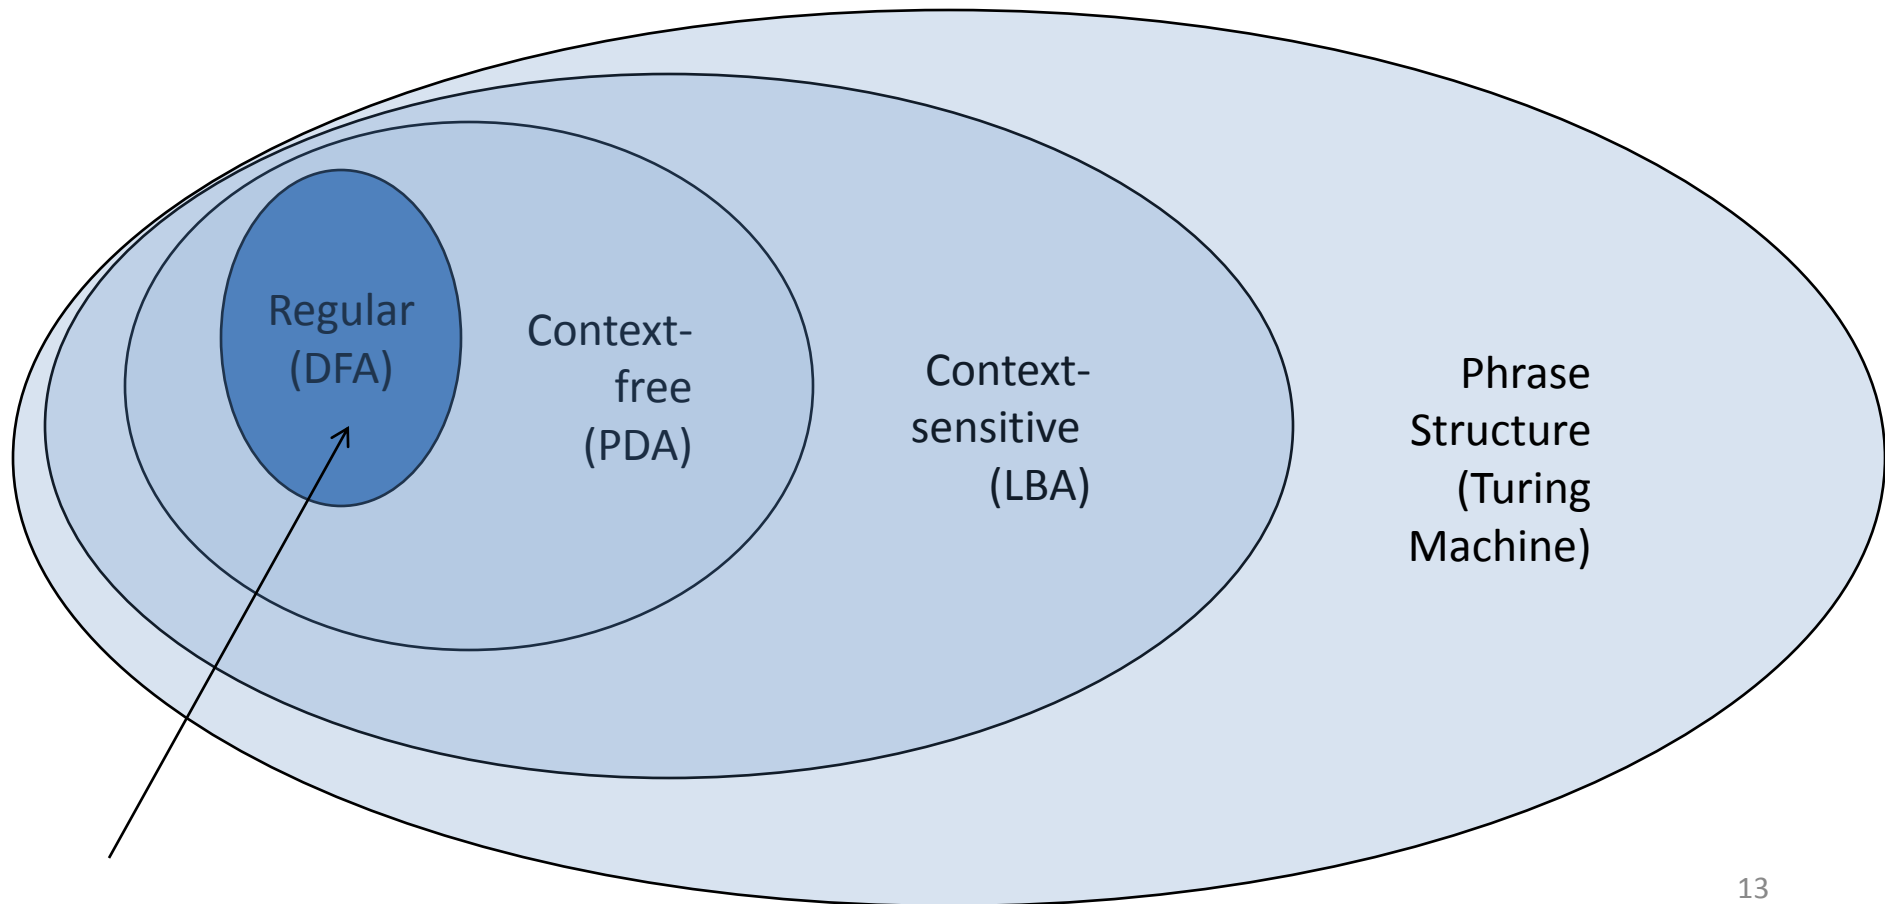 Regular
(DFA)
Context-
free
(PDA)
Context-
sensitive
(LBA)
Phrase
Structure
(Turing
Machine)
13